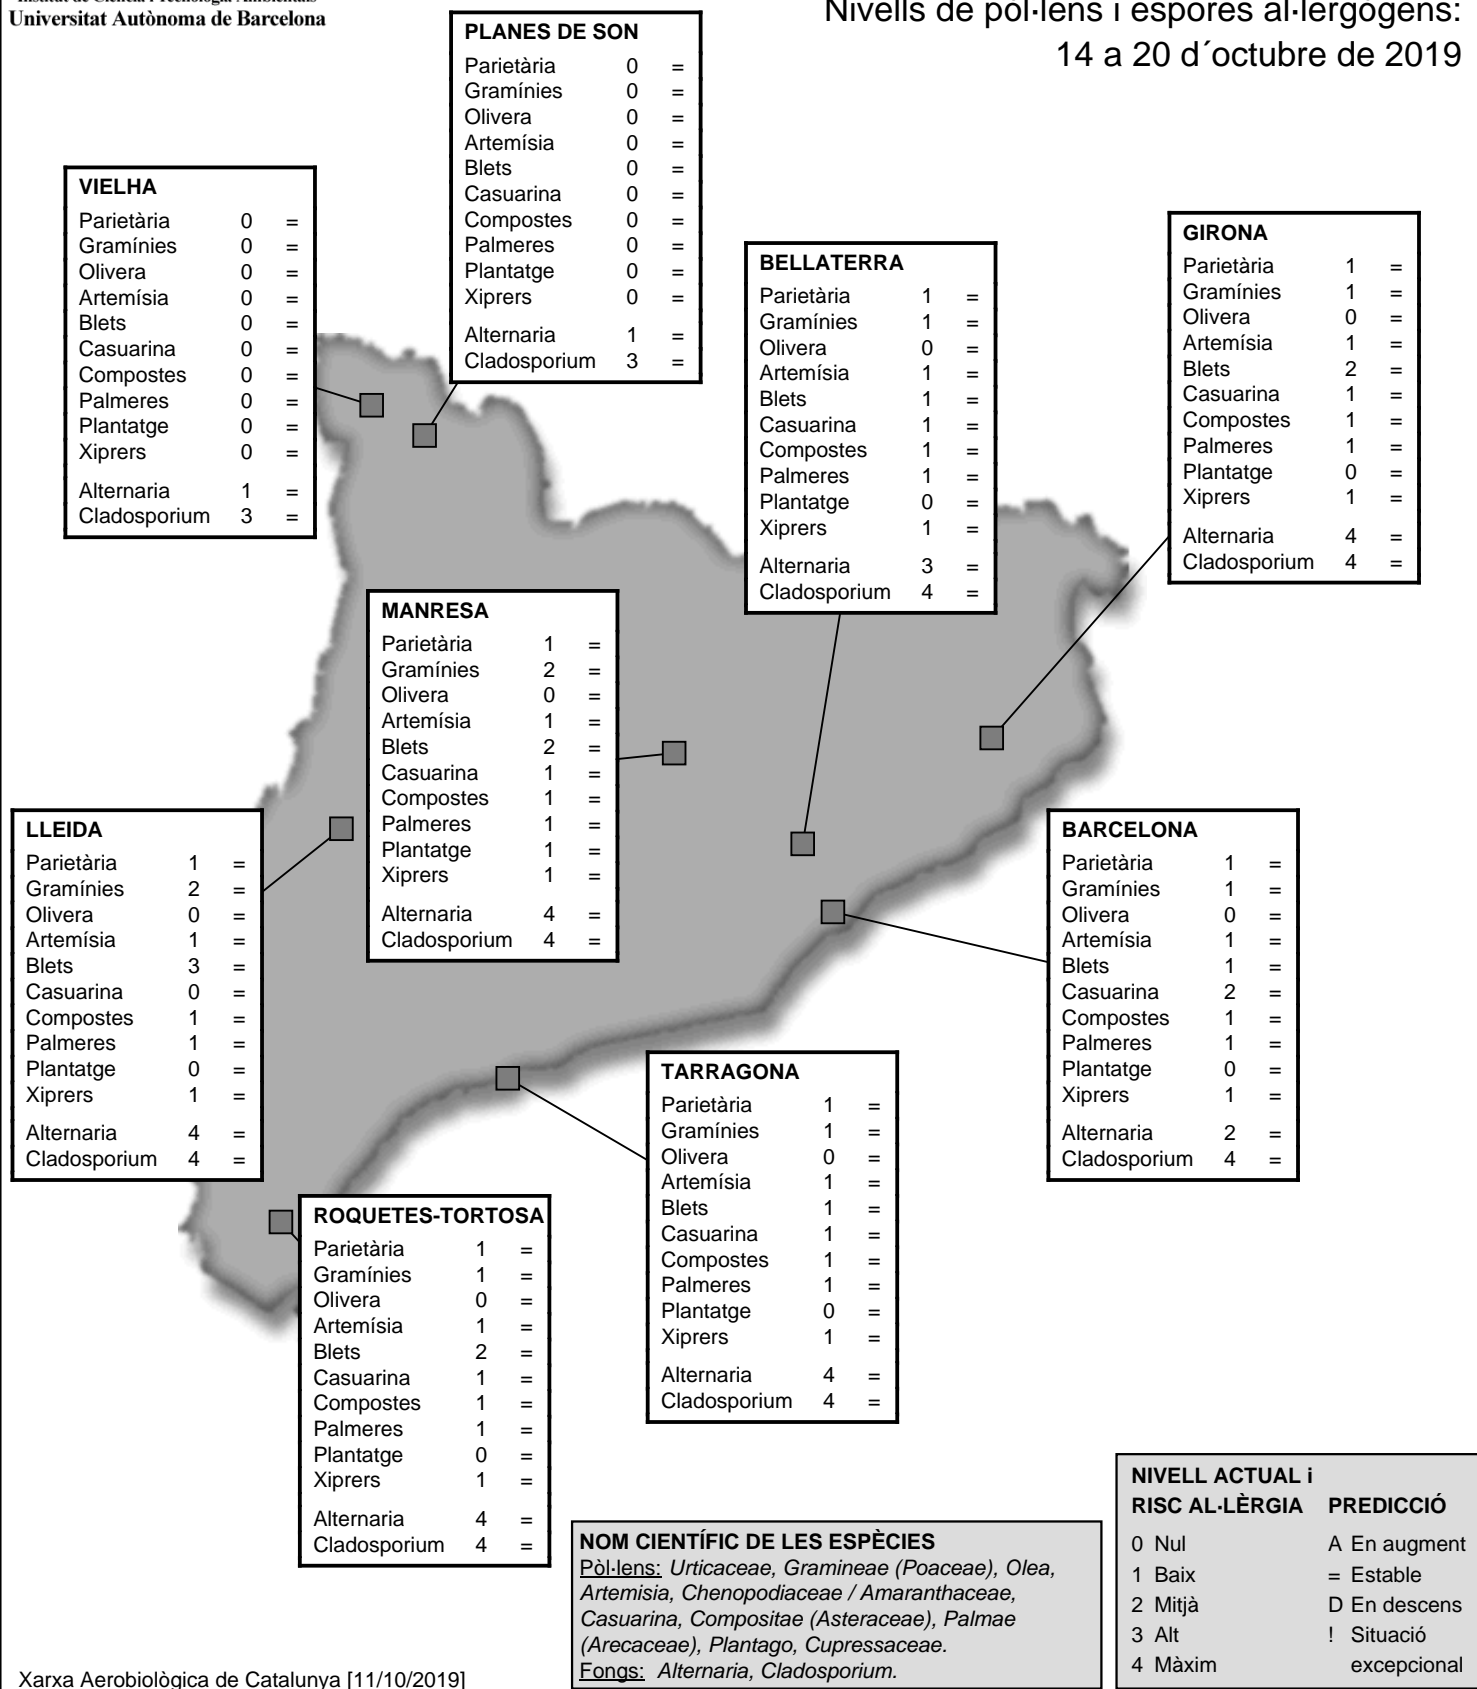 Institut de Ciència i Tecnologia Ambientals
Universitat Autònoma de Barcelona
Nivells de pòl·lens i espores al·lergògens:
14 a 20 d´octubre de 2019
PLANES DE SON
Parietària 0 =
Gramínies 0 =
Olivera 0 =
Artemísia 0 =
Blets 0 =
Casuarina 0 =
Compostes 0 =
Palmeres 0 =
Plantatge 0 =
Xiprers 0 =
Alternaria 1 =
Cladosporium 3 =
VIELHA
Parietària 0 =
Gramínies 0 =
Olivera 0 =
Artemísia 0 =
Blets 0 =
Casuarina 0 =
Compostes 0 =
Palmeres 0 =
Plantatge 0 =
Xiprers 0 =
Alternaria 1 =
Cladosporium 3 =
BELLATERRA
Parietària 1 =
Gramínies 1 =
Olivera 0 =
Artemísia 1 =
Blets 1 =
Casuarina 1 =
Compostes 1 =
Palmeres 1 =
Plantatge 0 =
Xiprers 1 =
Alternaria 3 =
Cladosporium 4 =
GIRONA
Parietària 1 =
Gramínies 1 =
Olivera 0 =
Artemísia 1 =
Blets 2 =
Casuarina 1 =
Compostes 1 =
Palmeres 1 =
Plantatge 0 =
Xiprers 1 =
Alternaria 4 =
Cladosporium 4 =
MANRESA
Parietària 1 =
Gramínies 2 =
Olivera 0 =
Artemísia 1 =
Blets 2 =
Casuarina 1 =
Compostes 1 =
Palmeres 1 =
Plantatge 1 =
Xiprers 1 =
Alternaria 4 =
Cladosporium 4 =
LLEIDA
Parietària 1 =
Gramínies 2 =
Olivera 0 =
Artemísia 1 =
Blets 3 =
Casuarina 0 =
Compostes 1 =
Palmeres 1 =
Plantatge 0 =
Xiprers 1 =
Alternaria 4 =
Cladosporium 4 =
BARCELONA
Parietària 1 =
Gramínies 1 =
Olivera 0 =
Artemísia 1 =
Blets 1 =
Casuarina 2 =
Compostes 1 =
Palmeres 1 =
Plantatge 0 =
Xiprers 1 =
Alternaria 2 =
Cladosporium 4 =
TARRAGONA
Parietària 1 =
Gramínies 1 =
Olivera 0 =
Artemísia 1 =
Blets 1 =
Casuarina 1 =
Compostes 1 =
Palmeres 1 =
Plantatge 0 =
Xiprers 1 =
Alternaria 4 =
Cladosporium 4 =
ROQUETES-TORTOSA
Parietària 1 =
Gramínies 1 =
Olivera 0 =
Artemísia 1 =
Blets 2 =
Casuarina 1 =
Compostes 1 =
Palmeres 1 =
Plantatge 0 =
Xiprers 1 =
Alternaria 4 =
Cladosporium 4 =
NOM CIENTÍFIC DE LES ESPÈCIES
Pòl·lens: Urticaceae, Gramineae (Poaceae), Olea,
Artemisia, Chenopodiaceae / Amaranthaceae,
Casuarina, Compositae (Asteraceae), Palmae
(Arecaceae), Plantago, Cupressaceae.
Fongs: Alternaria, Cladosporium.
NIVELL ACTUAL i
RISC AL·LÈRGIA PREDICCIÓ
0 Nul A En augment
1 Baix = Estable
2 Mitjà D En descens
3 Alt ! Situació
4 Màxim excepcional
Xarxa Aerobiològica de Catalunya [11/10/2019]